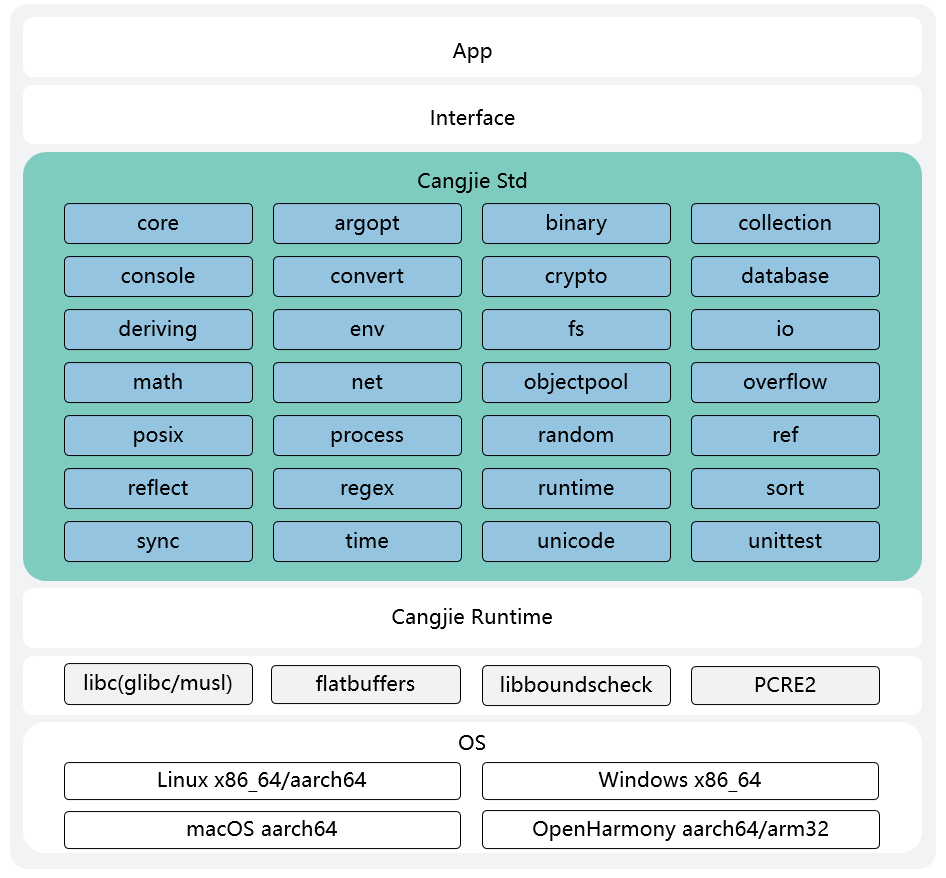 App
Interface
Cangjie Std
core argopt binary collection
console convert crypto database
deriving env fs io
math net objectpool overflow
posix process random ref
reflect regex runtime sort
sync time unicode unittest
Cangjie Runtime
libc(glibc/musl) flatbuffers libboundscheck PCRE2
OS
Linux x86_64/aarch64 Windows x86_64
macOS aarch64 OpenHarmony aarch64/arm32